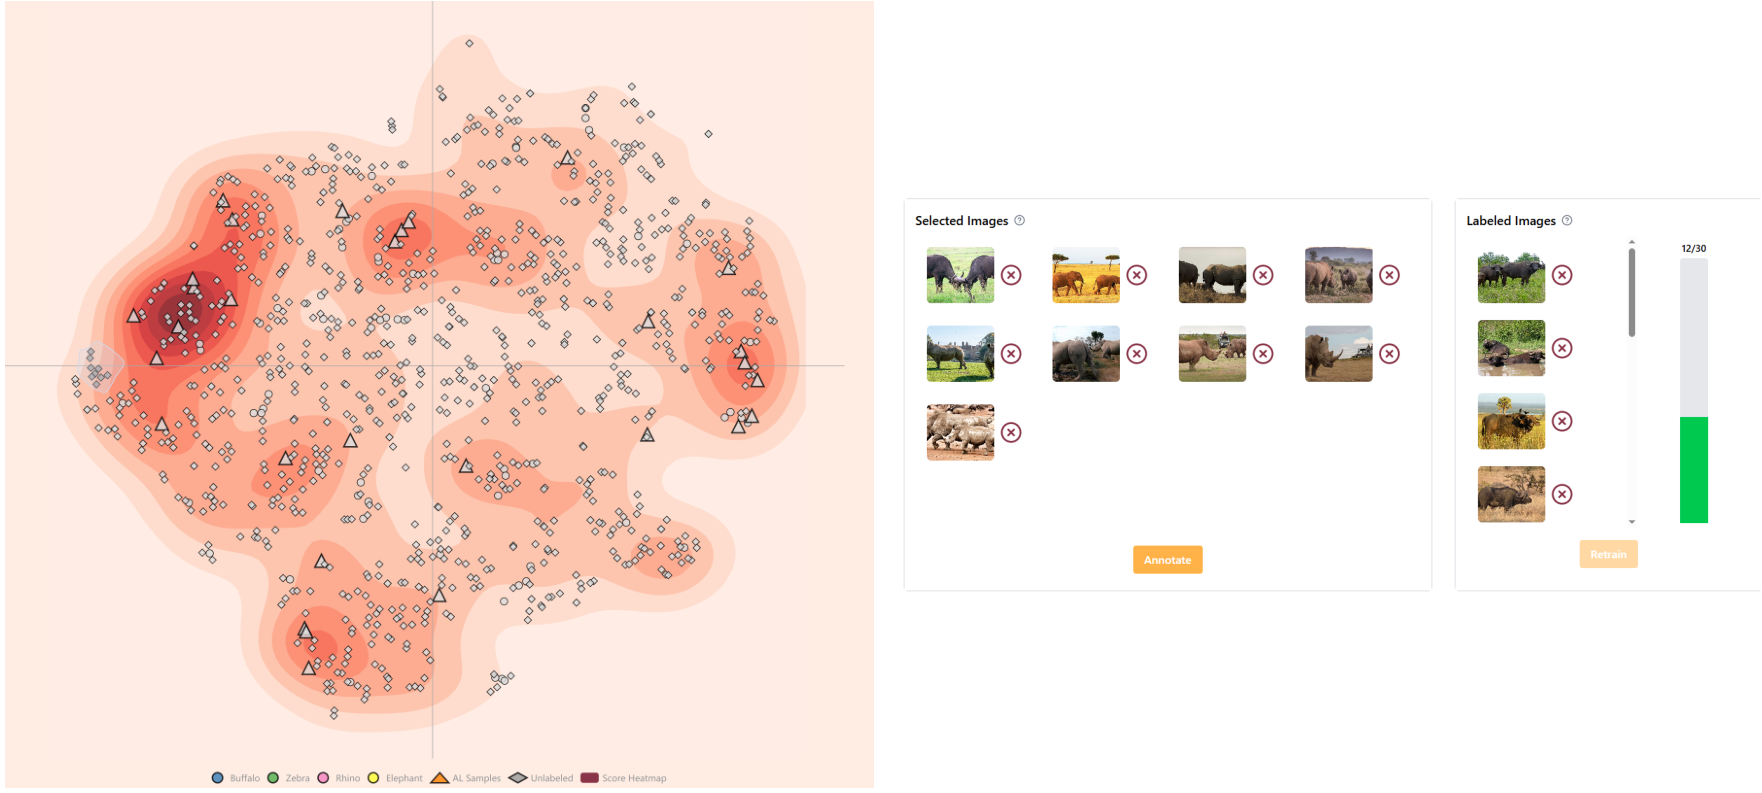 Selected Images
Annotate
Labeled Images
12/30
Retrain
Buffalo Zebra Rhino Elephant AL Samples Unlabeled Score Heatmap